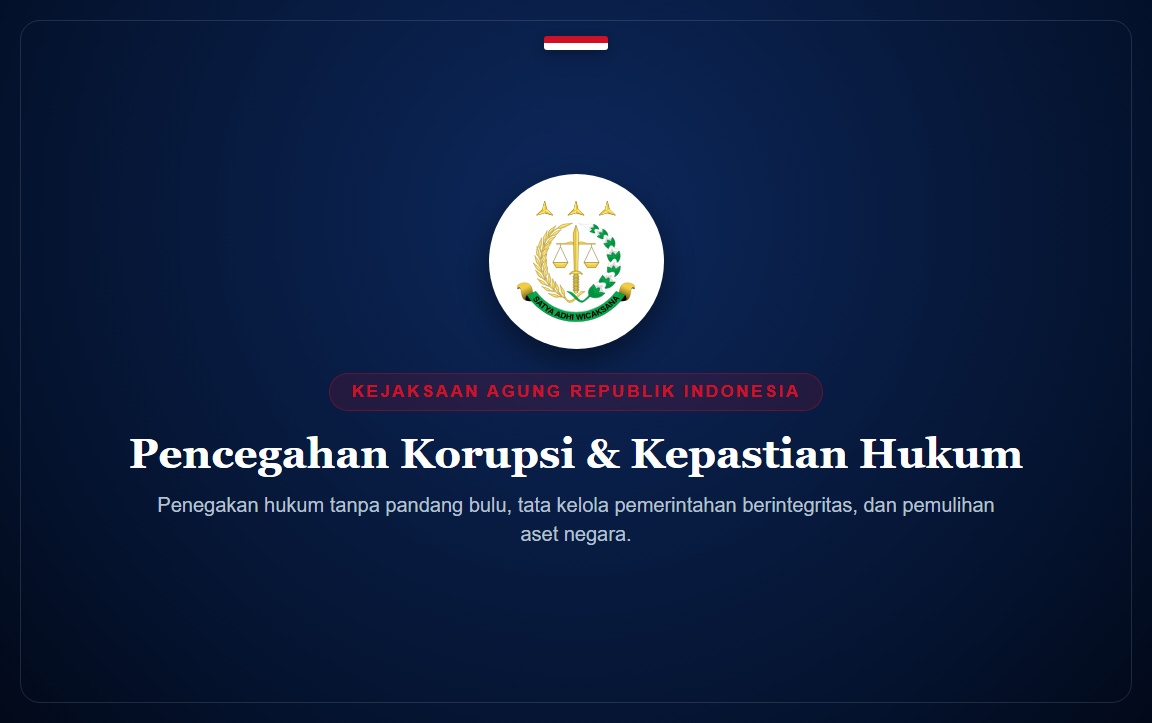 SATYA ADHI WICAKSANA
KEJAKSAAN AGUNG REPUBLIK INDONESIA
Pencegahan Korupsi & Kepastian Hukum
Penegakan hukum tanpa pandang bulu, tata kelola pemerintahan berintegritas, dan pemulihan
aset negara.